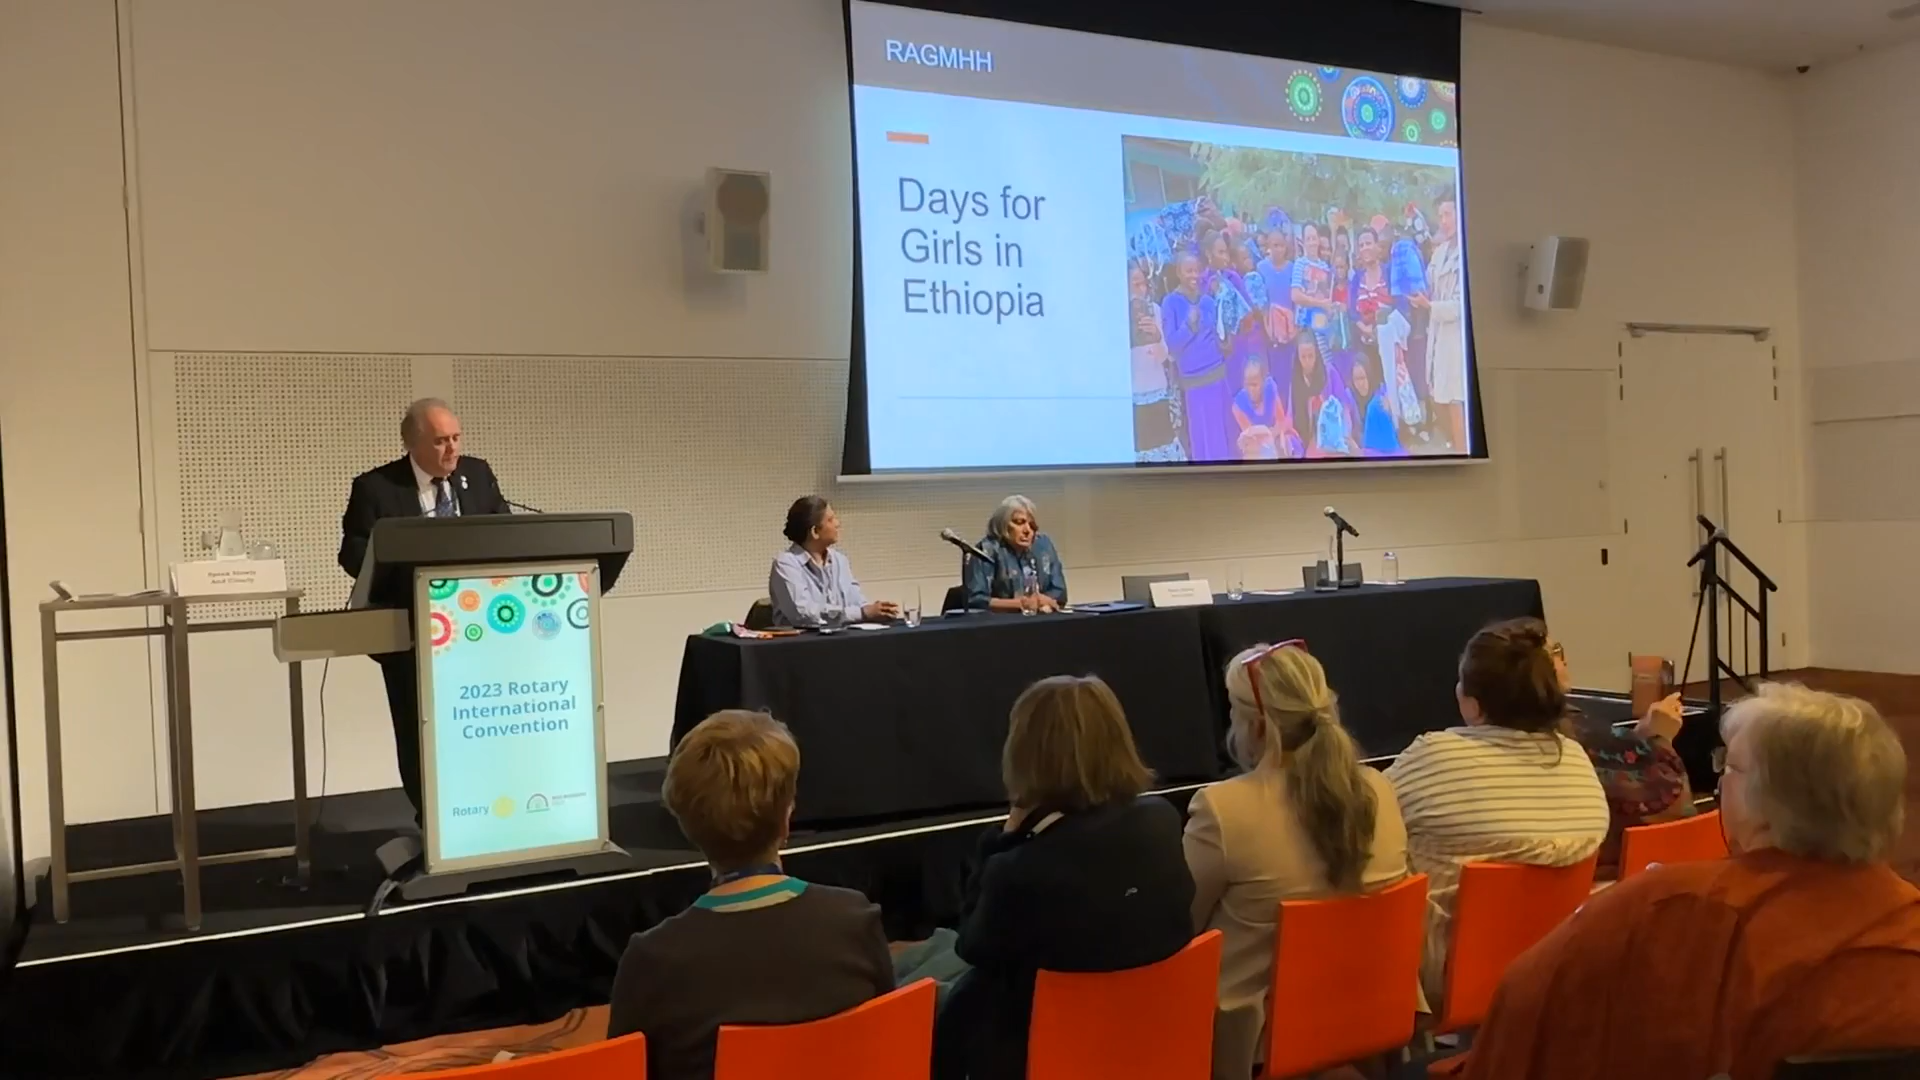 RAGMHH
Days for
Girls in
Ethiopia
2023 Rotary
International
Convention
Rotary